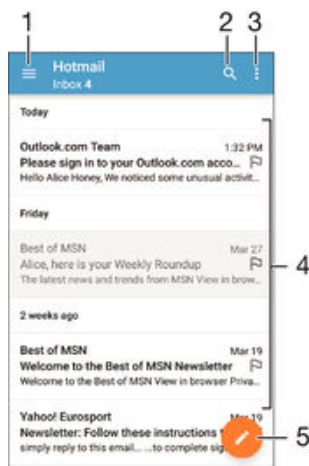 1 2 3
Hotmail
Inbox 4
Today
Outlook.com Team 1:32 PM
Please sign in to your Outlook.com acco...
Hello Alice Honey, We noticed some unusual activit...
Friday
Best of MSN Mar 27
Alice, here is your Weekly Roundup
The latest news and trends from MSN View in brow...
4
2 weeks ago
Best of MSN Mar 19
Welcome to the Best of MSN Newsletter
Welcome to the Best of MSN View in browser Priva...
Yahoo! Eurosport Mar 19
Newsletter: Follow these instructions
5
simply reply to this email... ...to complete sig